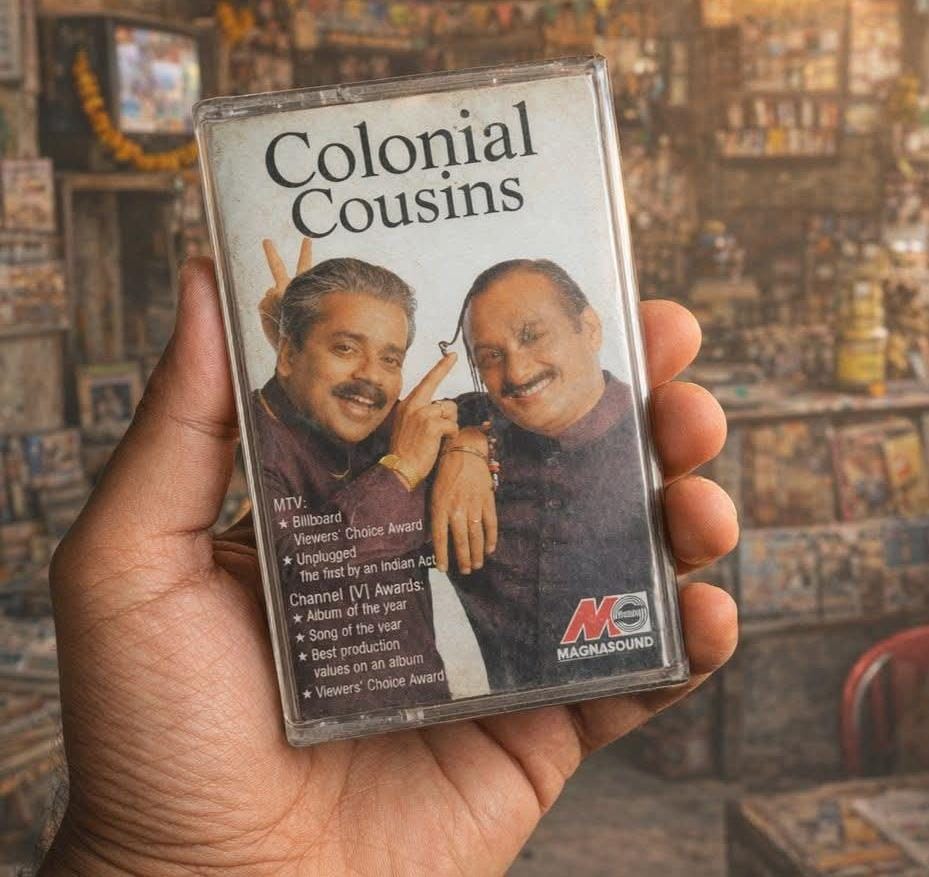 Colonial
Cousins
MTV:
★ Billboard
Viewers' Choice Award
★ Unplugged
The first by an Indian Act
Channel [V] Awards:
★ Album of the year
★ Song of the year
★ Best production
values on an album
★ Viewers' Choice Award
MAGNASOUND